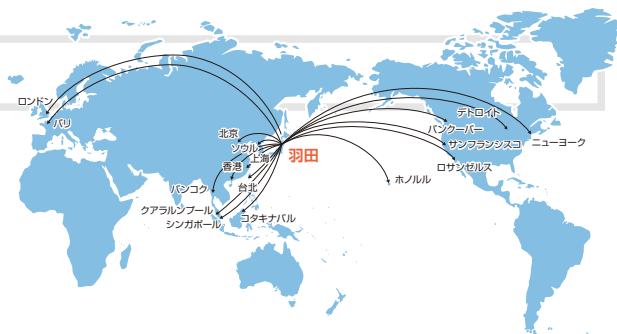 ロンドン
パリ
北京
ソウル
上海
香港
羽田
バンコク
台北
クアラルンプール
シンガポール
コタキナバル
デトロイト
バンクーバー
サンフランシスコ
ニューヨーク
ロサンゼルス
ホノルル